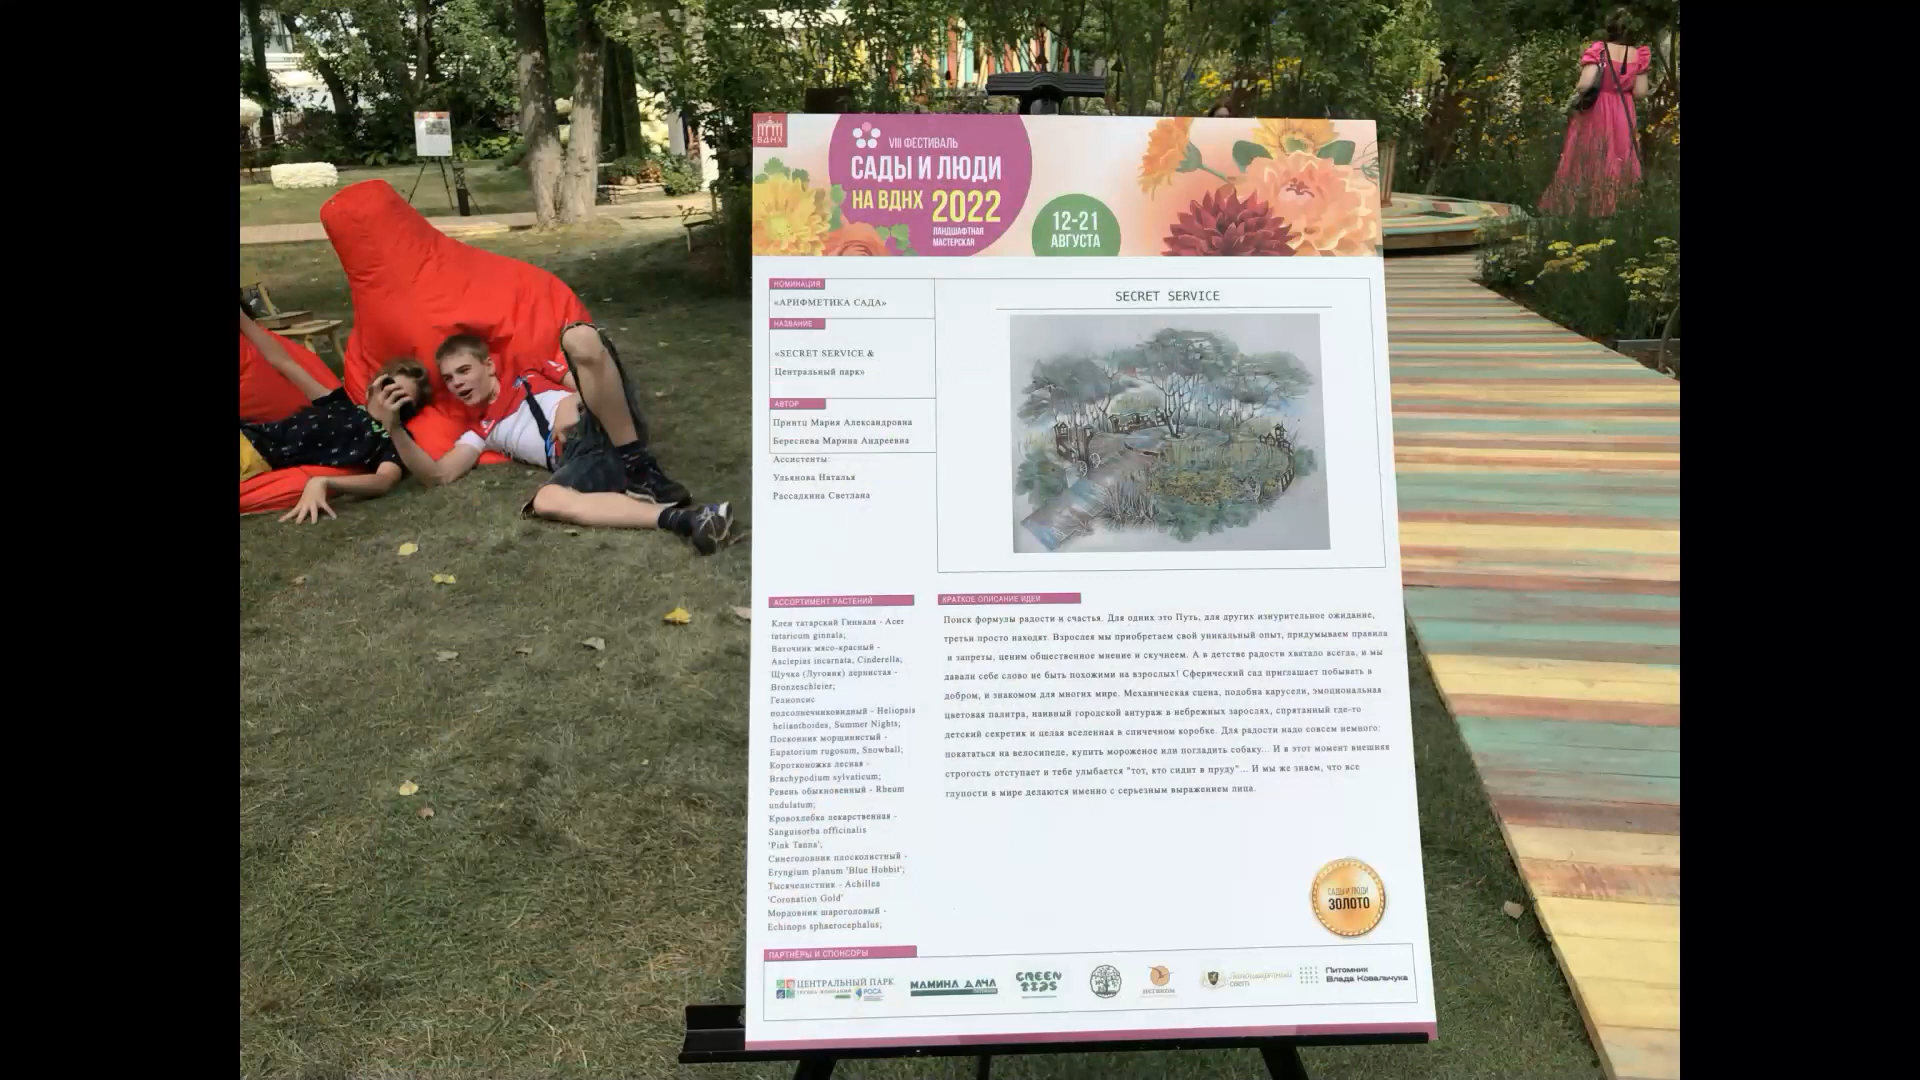 ВДНХ
VIII ФЕСТИВАЛЬ
САДЫ И ЛЮДИ
НА ВДНХ 2022
ЛАНДШАФТНАЯ
МАСТЕРСКАЯ
12-21
АВГУСТА
НОМИНАЦИЯ
«АРИФМЕТИКА САДА»
НАЗВАНИЕ
«SECRET SERVICE &
Центральный парк»
АВТОР
Принтц Мария Александровна
Береснева Марина Андреевна
Ассистенты:
Ульянова Наталья
Рассадкина Светлана
SECRET SERVICE
АССОРТИМЕНТ РАСТЕНИЙ
Клен татарский Гиннала - Acer
tataricum ginnala;
Ваточник мясо-красный -
Asclepias incarnata, Cinderella;
Щучка (Луговик) дернистая -
Bronzeschleier;
Гелиопсис
подсолнечниковидный - Heliopsis
helianthoides, Summer Nights;
Посконник морщинистый -
Eupatorium rugosum, Snowball;
Коротконожка лесная -
Brachypodium sylvaticum;
Ревень обыкновенный - Rheum
undulatum;
Кровохлебка лекарственная -
Sanguisorba officinalis
'Pink Tanna';
Синеголовник плосколистный -
Eryngium planum 'Blue Hobbit';
Тысячелистник - Achillea
'Coronation Gold'
Мордовник шароголовый -
Echinops sphaerocephalus;
КРАТКОЕ ОПИСАНИЕ ИДЕИ
Поиск формулы радости и счастья. Для одних это Путь, для других изнурительное ожидание,
третьи просто находят. Взрослея мы приобретаем свой уникальный опыт, придумываем правила
и запреты, ценим общественное мнение и скучнеем. А в детстве радости хватало всегда, и мы
давали себе слово не быть похожими на взрослых! Сферический сад приглашает побывать в
добром, и знакомом для многих мире. Механическая сцена, подобна карусели, эмоциональная
цветовая палитра, наивный городской антураж в небрежных зарослях, спрятанный где-то
детский секретик и целая вселенная в спичечном коробке. Для радости надо совсем немного:
покататься на велосипеде, купить мороженое или погладить собаку... И в этот момент внешняя
строгость отступает и тебе улыбается "тот, кто сидит в пруду"... И мы же знаем, что все
глупости в мире делаются именно с серьезным выражением лица.
САДЫ И ЛЮДИ
ЗОЛОТО
ПАРТНЁРЫ И СПОНСОРЫ
ЦЕНТРАЛЬНЫЙ ПАРК
ГРУППА КОМПАНИЙ
РОСА
МАМИНА ДАЧА
GREEN
Питомник
Влада Ковальчука